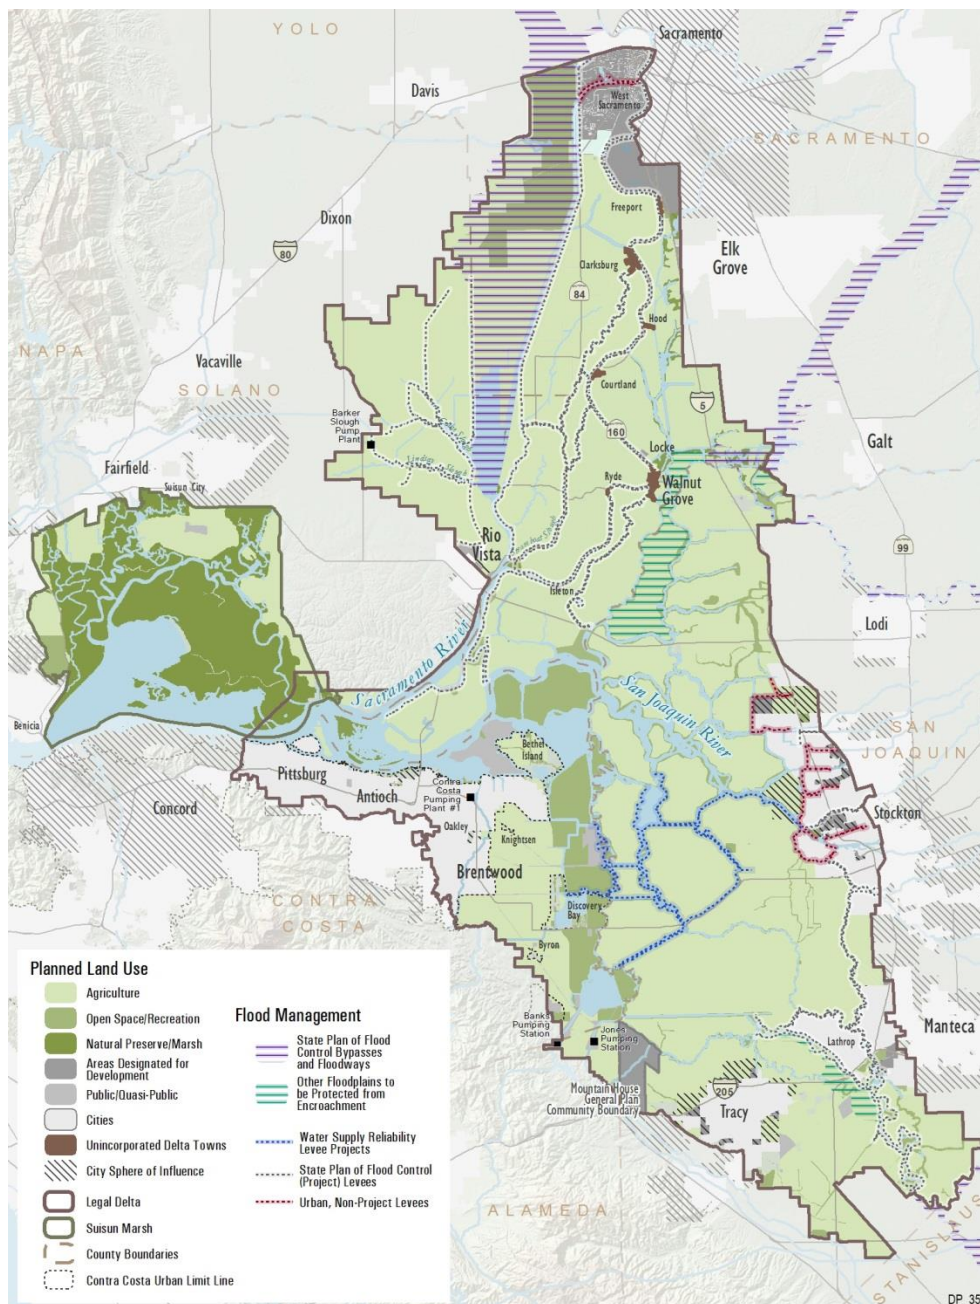 YOLO
Sacramento
Davis
West
Sacramento
SACRAMENTO
Dixon
Freeport
80
Elk
Grove
Clarksburg
84
Hood
NAPA
Vacaville
SOLANO
Courtland
5
Barker
Slough
Pump
Plant
160
Locke
Galt
Fairfield
Suisun City
Lindsey Slough
Ryde
Walnut
Grove
Rio
Vista
99
Isleton
Lodi
Sacramento River
San Joaquin River
Benicia
SAN
JOAQUIN
Bethel
Island
Pittsburg
Antioch
Contra
Costa
Pumping
Plant #1
Concord
Stockton
Oakley
Knightsen
Brentwood
CONTRA
COSTA
Discovery
Bay
Byron
Banks
Pumping
Station
Jones
Pumping
Station
Manteca
Lathrop
Mountain House
General Plan
Community Boundary
205
Tracy
ALAMEDA
STANISLAUS
Planned Land Use
Agriculture
Open Space/Recreation
Natural Preserve/Marsh
Areas Designated for
Development
Public/Quasi-Public
Cities
Unincorporated Delta Towns
City Sphere of Influence
Legal Delta
Suisun Marsh
County Boundaries
Contra Costa Urban Limit Line
Flood Management
State Plan of Flood
Control Bypasses
and Floodways
Other Floodplains to
be Protected from
Encroachment
Water Supply Reliability
Levee Projects
State Plan of Flood Control
(Project) Levees
Urban, Non-Project Levees
DP_35